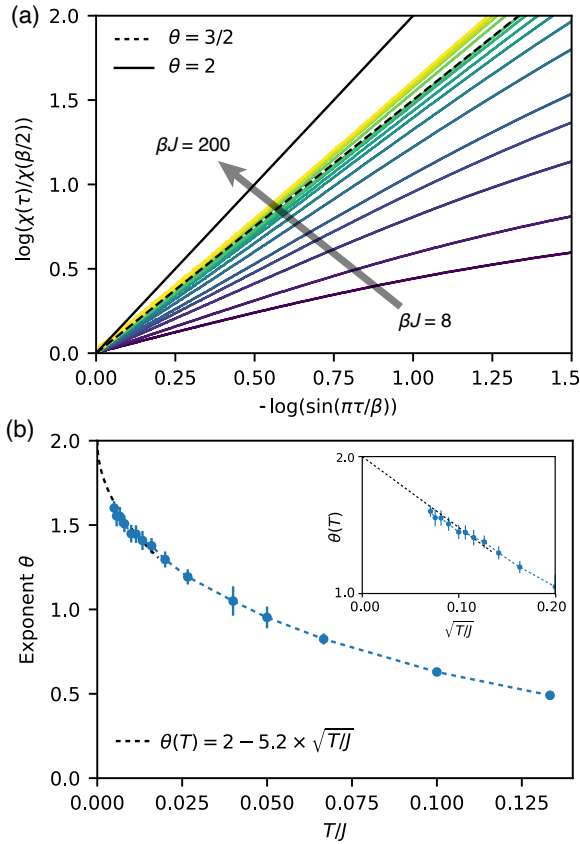 (a)
2.0
1.5
1.0
0.5
0.0
log(χ(τ)/χ(β/2))
θ = 3/2
θ = 2
βJ = 200
βJ = 8
0.00 0.25 0.50 0.75 1.00 1.25 1.5
-log(sin(πτ/β))
(b)
2.0
1.5
1.0
0.5
0.0
Exponent θ
2.0
1.0
θ(T)
0.00 0.10 0.20
√T/J
θ(T) = 2 − 5.2 × √T/J
0.000 0.025 0.050 0.075 0.100 0.125
T/J